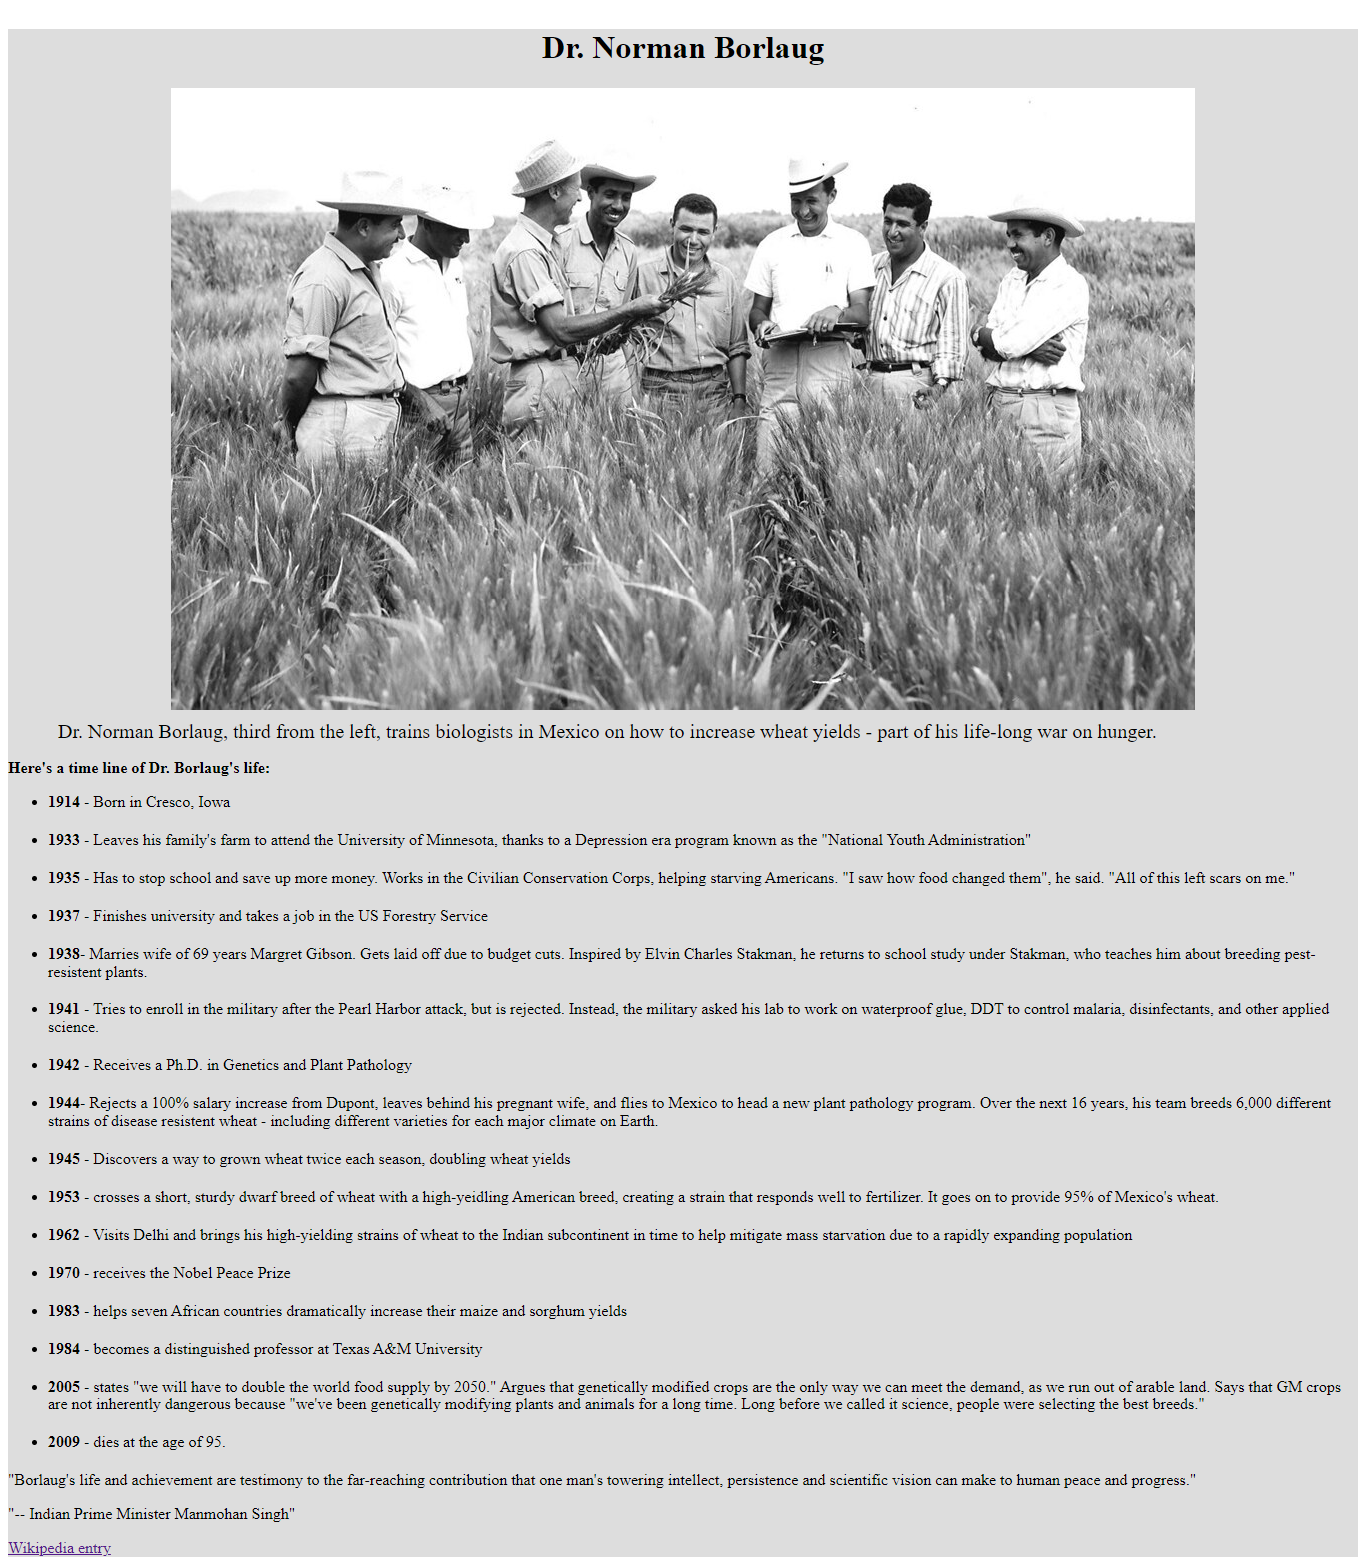 Dr. Norman Borlaug
Dr. Norman Borlaug, third from the left, trains biologists in Mexico on how to increase wheat yields - part of his life-long war on hunger.
Here's a time line of Dr. Borlaug's life:
• 1914 - Born in Cresco, Iowa
• 1933 - Leaves his family's farm to attend the University of Minnesota, thanks to a Depression era program known as the "National Youth Administration"
• 1935 - Has to stop school and save up more money. Works in the Civilian Conservation Corps, helping starving Americans. "I saw how food changed them", he said. "All of this left scars on me."
• 1937 - Finishes university and takes a job in the US Forestry Service
• 1938- Marries wife of 69 years Margret Gibson. Gets laid off due to budget cuts. Inspired by Elvin Charles Stakman, he returns to school study under Stakman, who teaches him about breeding pest-
resistent plants.
• 1941 - Tries to enroll in the military after the Pearl Harbor attack, but is rejected. Instead, the military asked his lab to work on waterproof glue, DDT to control malaria, disinfectants, and other applied
science.
• 1942 - Receives a Ph.D. in Genetics and Plant Pathology
• 1944- Rejects a 100% salary increase from Dupont, leaves behind his pregnant wife, and flies to Mexico to head a new plant pathology program. Over the next 16 years, his team breeds 6,000 different
strains of disease resistent wheat - including different varieties for each major climate on Earth.
• 1945 - Discovers a way to grown wheat twice each season, doubling wheat yields
• 1953 - crosses a short, sturdy dwarf breed of wheat with a high-yeidling American breed, creating a strain that responds well to fertilizer. It goes on to provide 95% of Mexico's wheat.
• 1962 - Visits Delhi and brings his high-yielding strains of wheat to the Indian subcontinent in time to help mitigate mass starvation due to a rapidly expanding population
• 1970 - receives the Nobel Peace Prize
• 1983 - helps seven African countries dramatically increase their maize and sorghum yields
• 1984 - becomes a distinguished professor at Texas A&M University
• 2005 - states "we will have to double the world food supply by 2050." Argues that genetically modified crops are the only way we can meet the demand, as we run out of arable land. Says that GM crops
are not inherently dangerous because "we've been genetically modifying plants and animals for a long time. Long before we called it science, people were selecting the best breeds."
• 2009 - dies at the age of 95.
"Borlaug's life and achievement are testimony to the far-reaching contribution that one man's towering intellect, persistence and scientific vision can make to human peace and progress."
"-- Indian Prime Minister Manmohan Singh"
Wikipedia entry